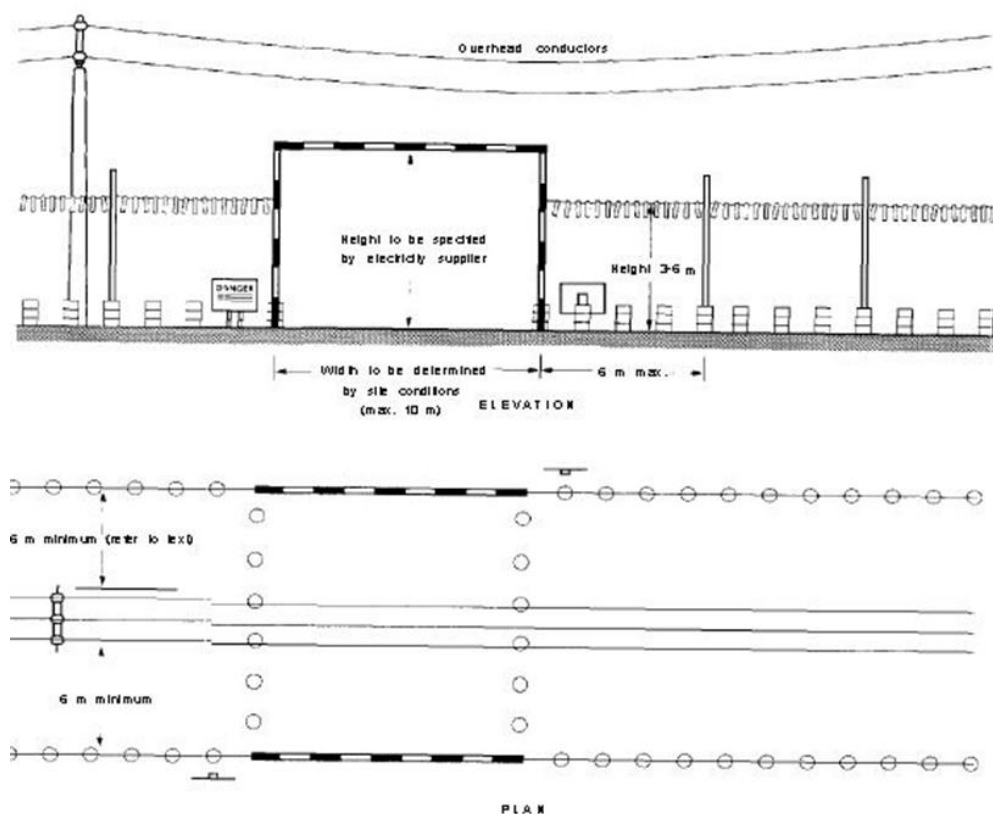 Overhead conductors
Height to be specified
by electricity supplier
DANGER
Height 3-6 m
Width to be determined
by site conditions
(max. 10 m)
6 m max.
ELEVATION
6 m minimum (refer to text)
6 m minimum
PLAN